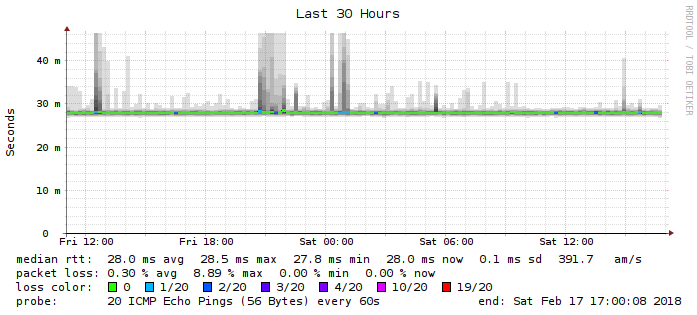 Last 30 Hours
RRDTOOL / TOBI OETIKER
Seconds
40 m
30 m
20 m
10 m
0
Fri 12:00 Fri 18:00 Sat 00:00 Sat 06:00 Sat 12:00
median rtt: 28.0 ms avg 28.5 ms max 27.8 ms min 28.0 ms now 0.1 ms sd 391.7 am/s
packet loss: 0.30 % avg 8.89 % max 0.00 % min 0.00 % now
loss color: 0 1/20 2/20 3/20 4/20 10/20 19/20
probe: 20 ICMP Echo Pings (56 Bytes) every 60s end: Sat Feb 17 17:00:08 2018